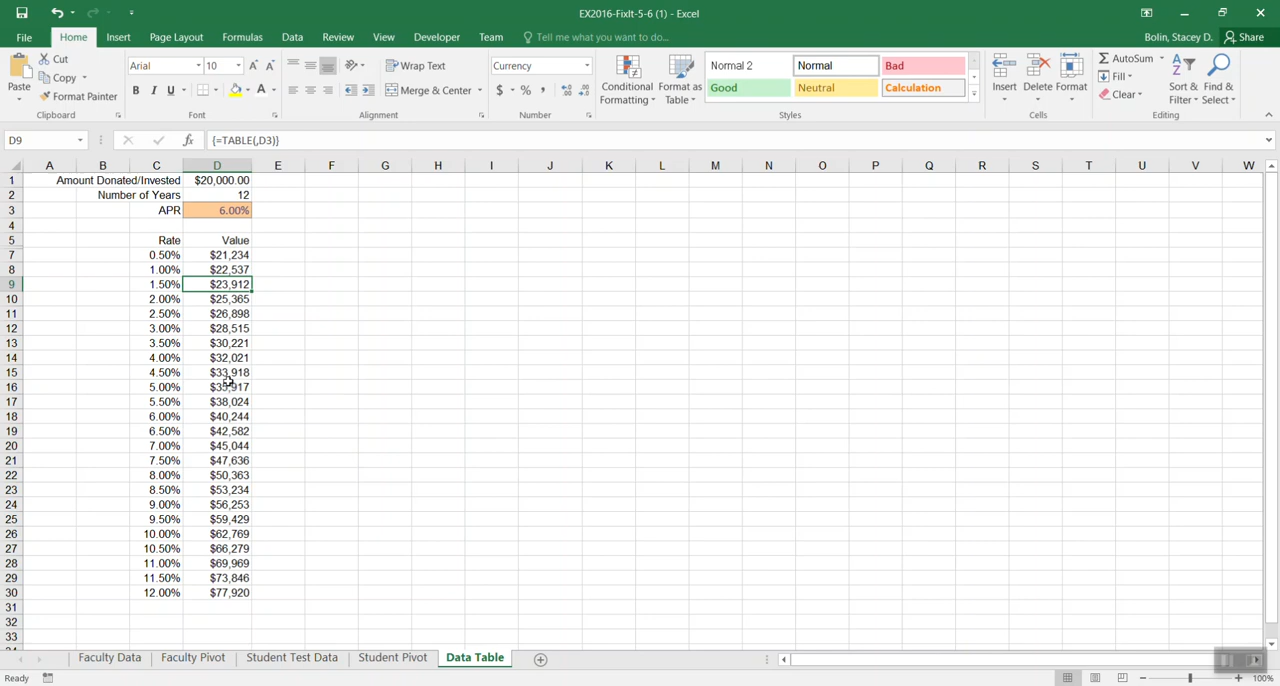 EX2016-FixIt-5-6 (1) - Excel
File Home Insert Page Layout Formulas Data Review View Developer Team Tell me what you want to do... Bolin, Stacey D. Share
Cut Arial 10 Wrap Text Currency Normal 2 Normal Bad AutoSum
Paste Copy Conditional Formatting Format as Table Insert Delete Format Fill Sort & Filter Find & Select
Format Painter B I U A Merge & Center $ % , Good Neutral Calculation Clear
Clipboard Font Alignment Number Styles Cells Editing
D9 fx {=TABLE(,D3)}
A B C D E F G H I J K L M N O P Q R S T U V W
1 Amount Donated/Invested $20,000.00
2 Number of Years 12
3 APR 6.00%
4
5 Rate Value
7 0.50% $21,234
8 1.00% $22,537
9 1.50% $23,912
10 2.00% $25,365
11 2.50% $26,898
12 3.00% $28,515
13 3.50% $30,221
14 4.00% $32,021
15 4.50% $33,918
16 5.00% $35,917
17 5.50% $38,024
18 6.00% $40,244
19 6.50% $42,582
20 7.00% $45,044
21 7.50% $47,636
22 8.00% $50,363
23 8.50% $53,234
24 9.00% $56,253
25 9.50% $59,429
26 10.00% $62,769
27 10.50% $66,279
28 11.00% $69,969
29 11.50% $73,846
30 12.00% $77,920
31
32
33
Faculty Data Faculty Pivot Student Test Data Student Pivot Data Table
Ready 100%